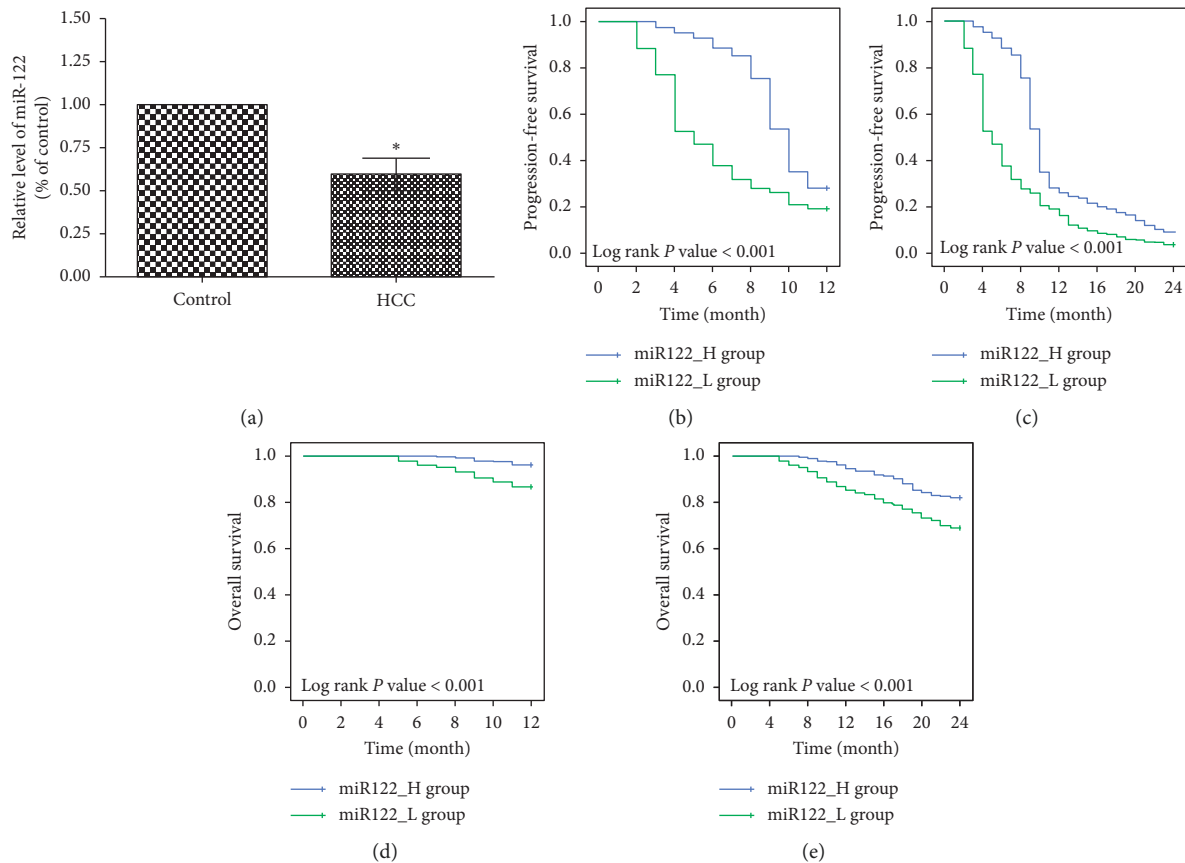 1.50
1.25
1.00
0.75
0.50
0.25
0.00
Relative level of miR-122
(% of control)
*
Control
HCC
(a)
1.0
0.8
0.6
0.4
0.2
0.0
Progression-free survival
Log rank P value < 0.001
0 2 4 6 8 10 12
Time (month)
miR122_H group
miR122_L group
(b)
1.0
0.8
0.6
0.4
0.2
0.0
Progression-free survival
Log rank P value < 0.001
0 4 8 12 16 20 24
Time (month)
miR122_H group
miR122_L group
(c)
1.0
0.8
0.6
0.4
0.2
0.0
Overall survival
Log rank P value < 0.001
0 2 4 6 8 10 12
Time (month)
miR122_H group
miR122_L group
(d)
1.0
0.8
0.6
0.4
0.2
0.0
Overall survival
Log rank P value < 0.001
0 4 8 12 16 20 24
Time (month)
miR122_H group
miR122_L group
(e)